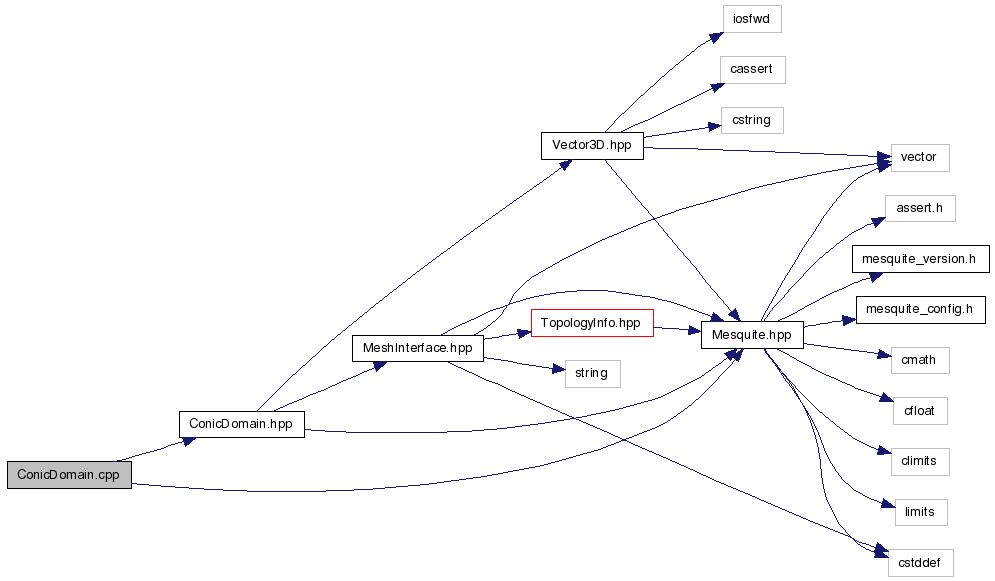 iosfwd
cassert
cstring
Vector3D.hpp
vector
assert.h
mesquite_version.h
mesquite_config.h
TopologyInfo.hpp
Mesquite.hpp
MeshInterface.hpp
cmath
string
cfloat
ConicDomain.hpp
climits
ConicDomain.cpp
limits
cstddef